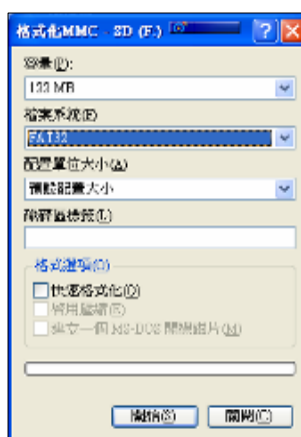 格式化MMC - SD (F:)
容量(P):
122 MB
檔案系統(F)
FAT32
配置單位大小(A)
預設配置大小
磁碟區標籤(L)
格式選項(O)
快速格式化(Q)
啟用壓縮(E)
建立一個 MS-DOS 開機磁片(M)
開始(S)
關閉(C)